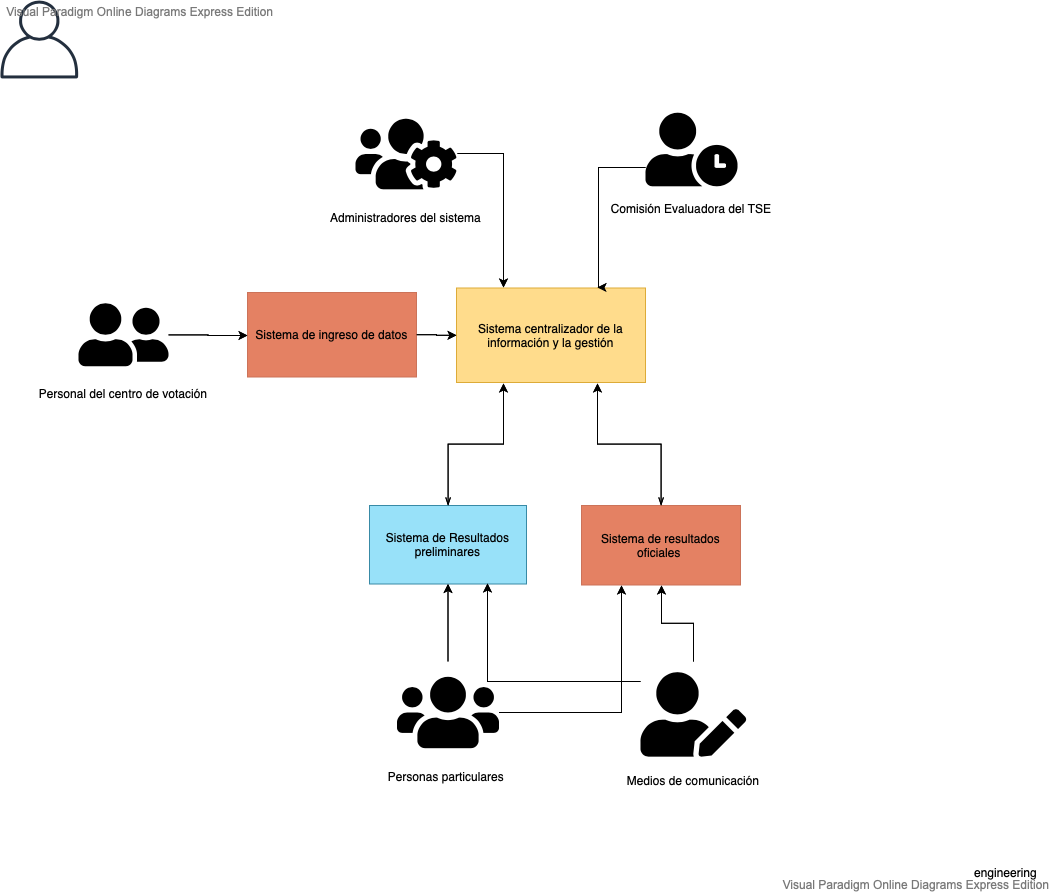 Visual Paradigm Online Diagrams Express Edition
Administradores del sistema
Comisión Evaluadora del TSE
Sistema de ingreso de datos
Sistema centralizador de la
información y la gestión
Personal del centro de votación
Sistema de Resultados
preliminares
Sistema de resultados
oficiales
Personas particulares
Medios de comunicación
engineering
Visual Paradigm Online Diagrams Express Edition